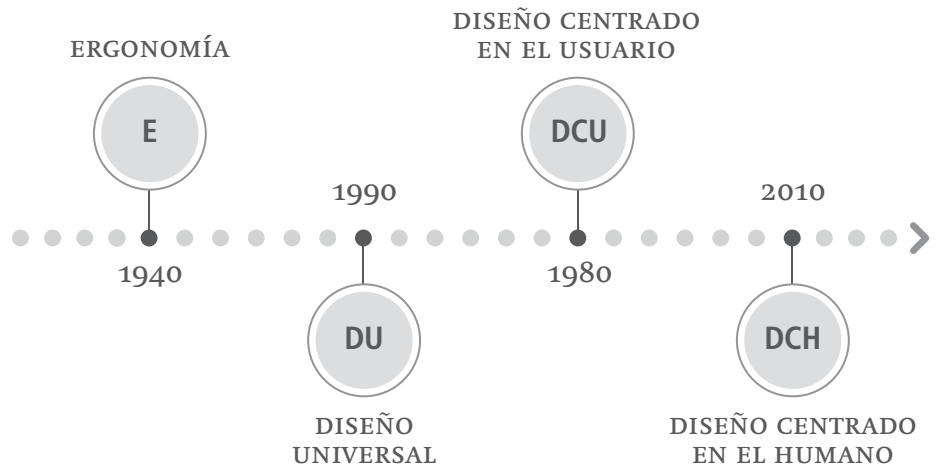 ERGONOMÍA
E
1940
1990
DU
DISEÑO
UNIVERSAL
DISEÑO CENTRADO
EN EL USUARIO
DCU
1980
2010
DCH
DISEÑO CENTRADO
EN EL HUMANO